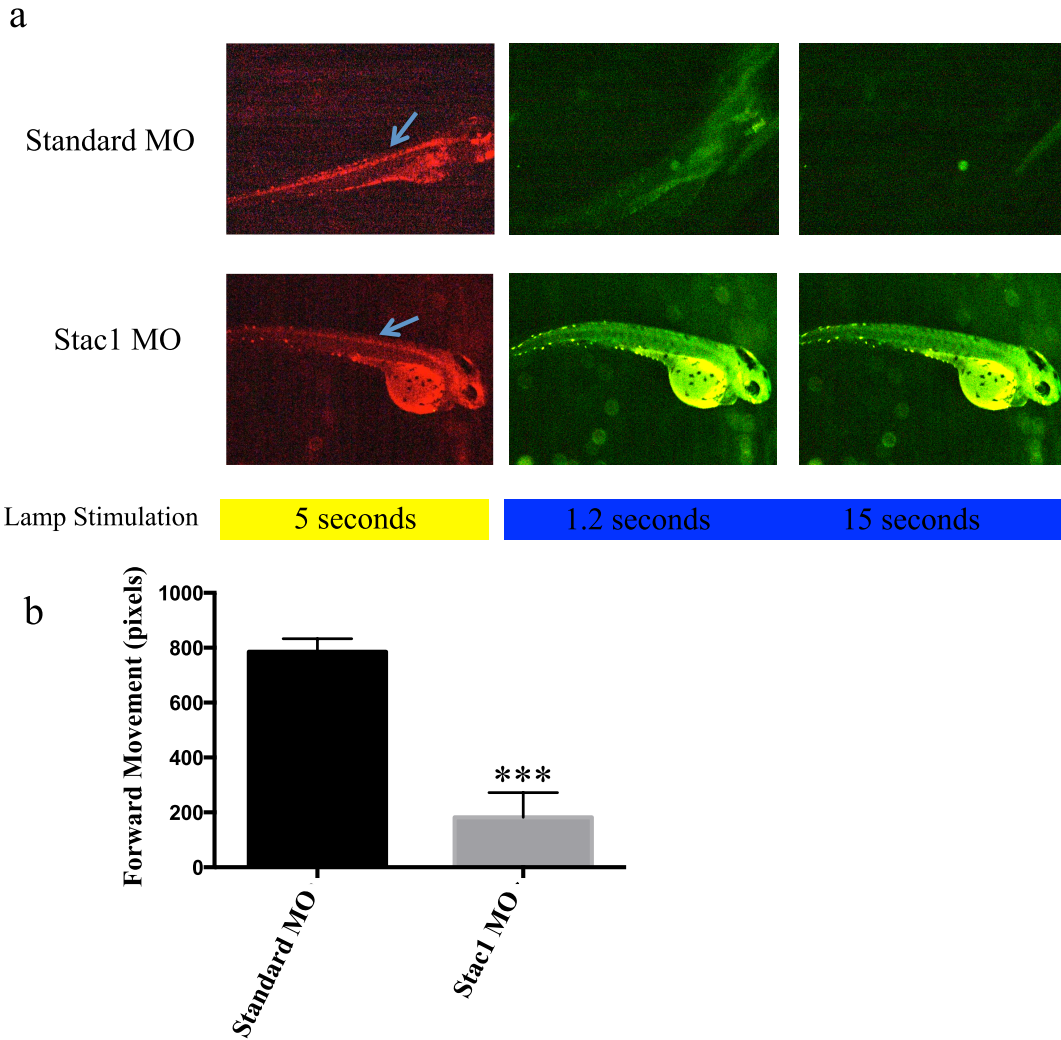 a
Standard MO
Stac1 MO
Lamp Stimulation
5 seconds
1.2 seconds
15 seconds
b
Forward Movement (pixels)
1000
800
600
400
200
0
***
Standard MO
Stac1 MO